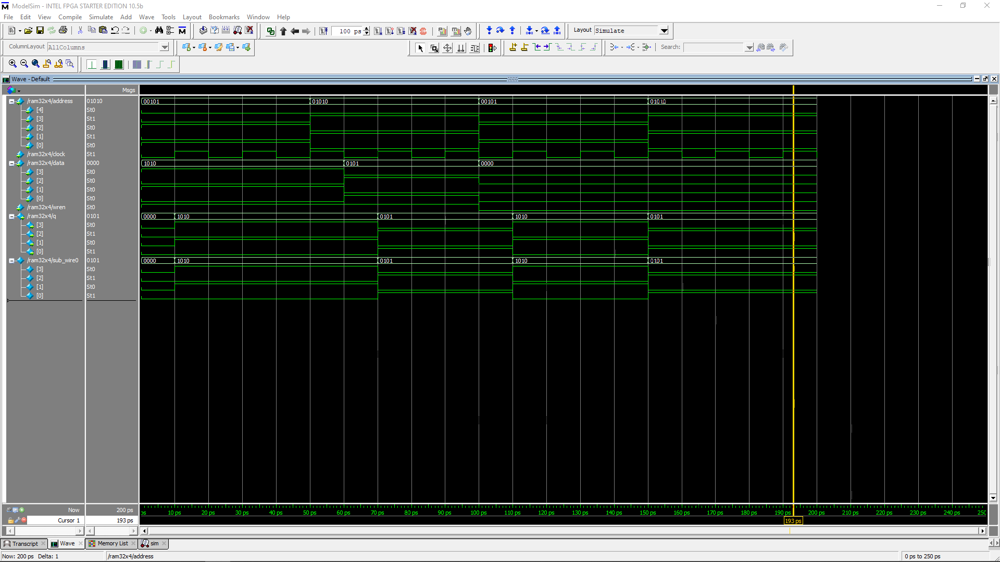 ModelSim - INTEL FPGA STARTER EDITION 10.5b
File Edit View Compile Simulate Add Wave Tools Layout Bookmarks Window Help
100 ps
Layout Simulate
ColumnLayout AllColumns
Search:
Wave - Default
Msgs
/ram32x4/address 01010 00101 01010 00101 01010
[4] St0
[3] St1
[2] St0
[1] St1
[0] St0
/ram32x4/clock St1
/ram32x4/data 0000 1010 0101 0000
[3] St0
[2] St0
[1] St0
[0] St0
/ram32x4/wren St0
/ram32x4/q 0101 0000 1010 0101 1010 0101
[3] St0
[2] St1
[1] St0
[0] St1
/ram32x4/sub_wire0 0101 0000 1010 0101 1010 0101
[3] St0
[2] St1
[1] St0
[0] St1
Now 200 ps
ps 10 ps 20 ps 30 ps 40 ps 50 ps 60 ps 70 ps 80 ps 90 ps 100 ps 110 ps 120 ps 130 ps 140 ps 150 ps 160 ps 170 ps 180 ps 190 ps 200 ps 210 ps 220 ps 230 ps 240 ps 250
Cursor 1 193 ps 193 ps
Transcript Wave Memory List sim
Now: 200 ps Delta: 1 /ram32x4/address 0 ps to 250 ps